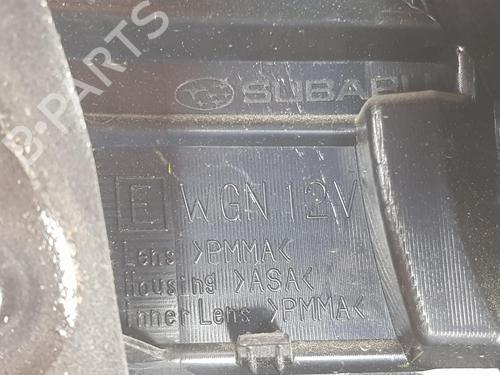 B-PARTS
SUBARU
E WGN 12V
Lens >PMMA<
Housing >ASA<
Inner Lens >PMMA<